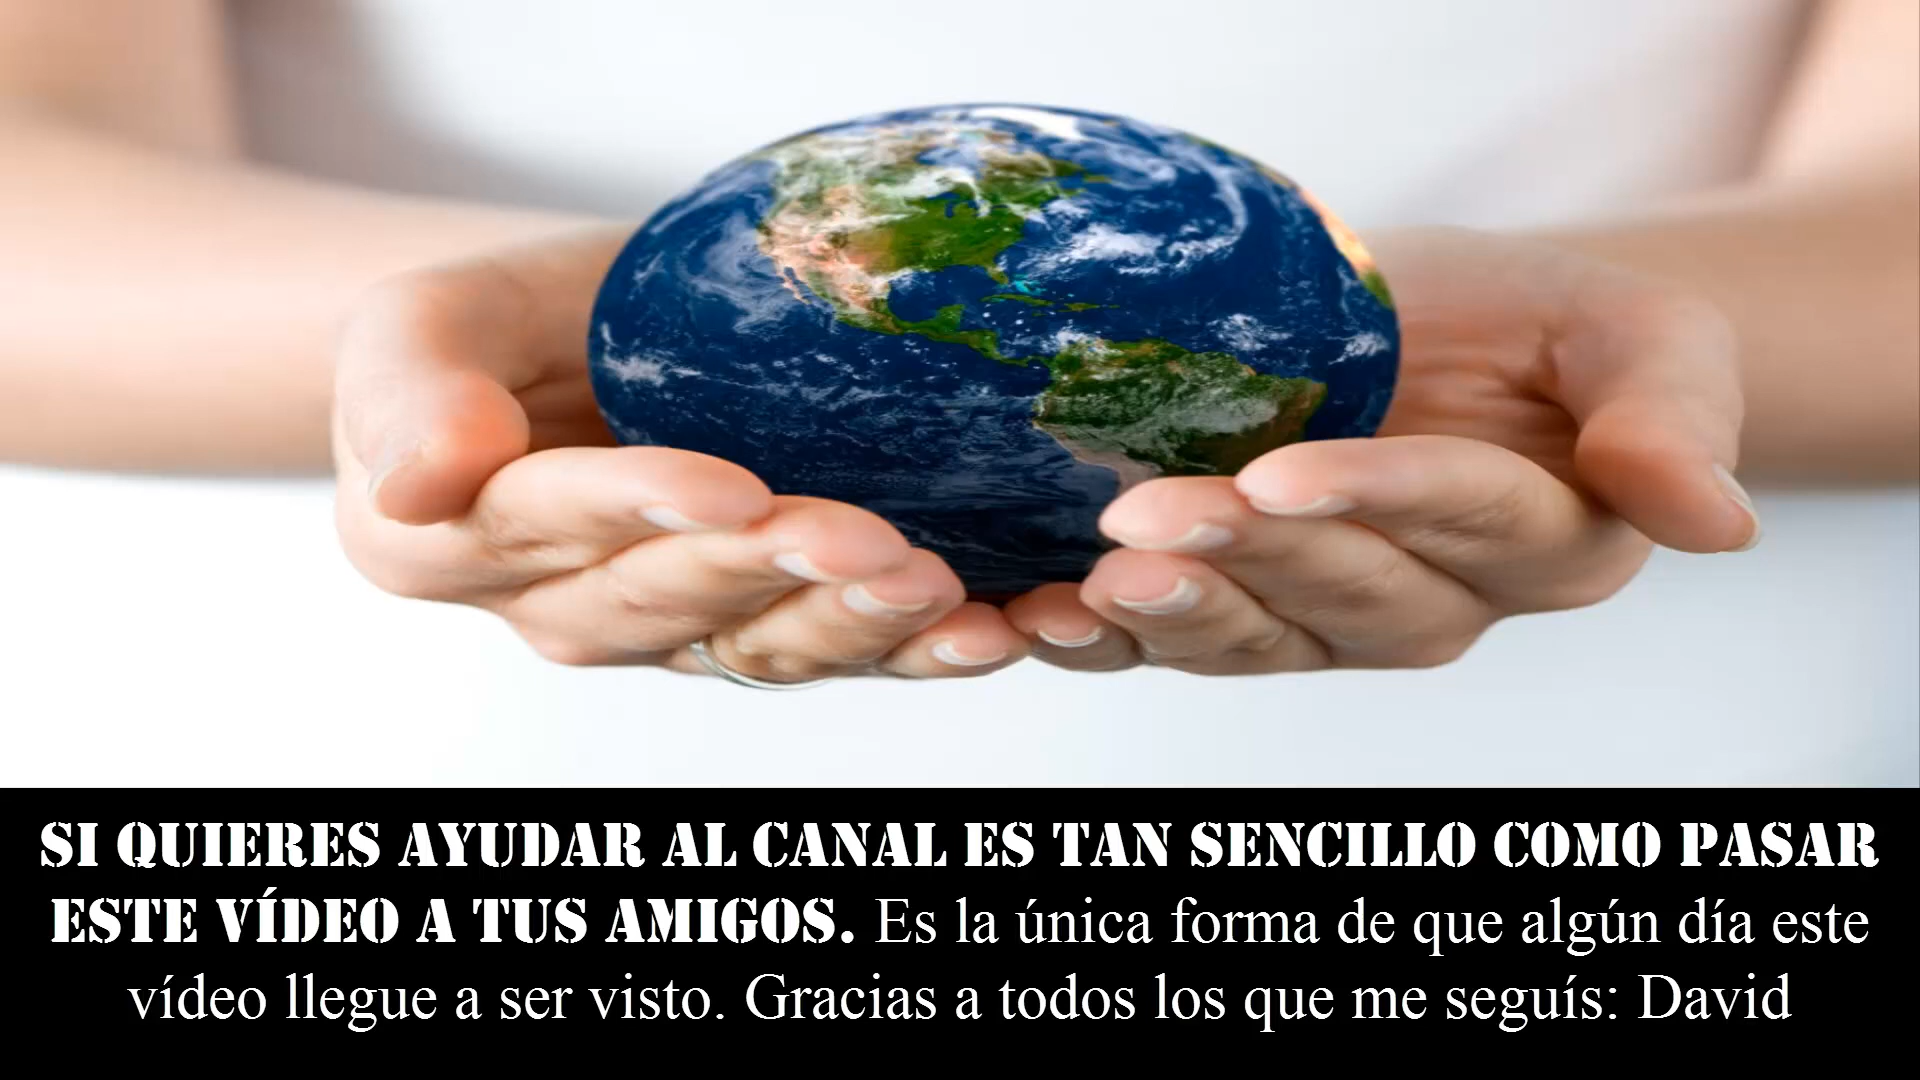 SI QUIERES AYUDAR AL CANAL ES TAN SENCILLO COMO PASAR
ESTE VÍDEO A TUS AMIGOS. Es la única forma de que algún día este
vídeo llegue a ser visto. Gracias a todos los que me seguís: David